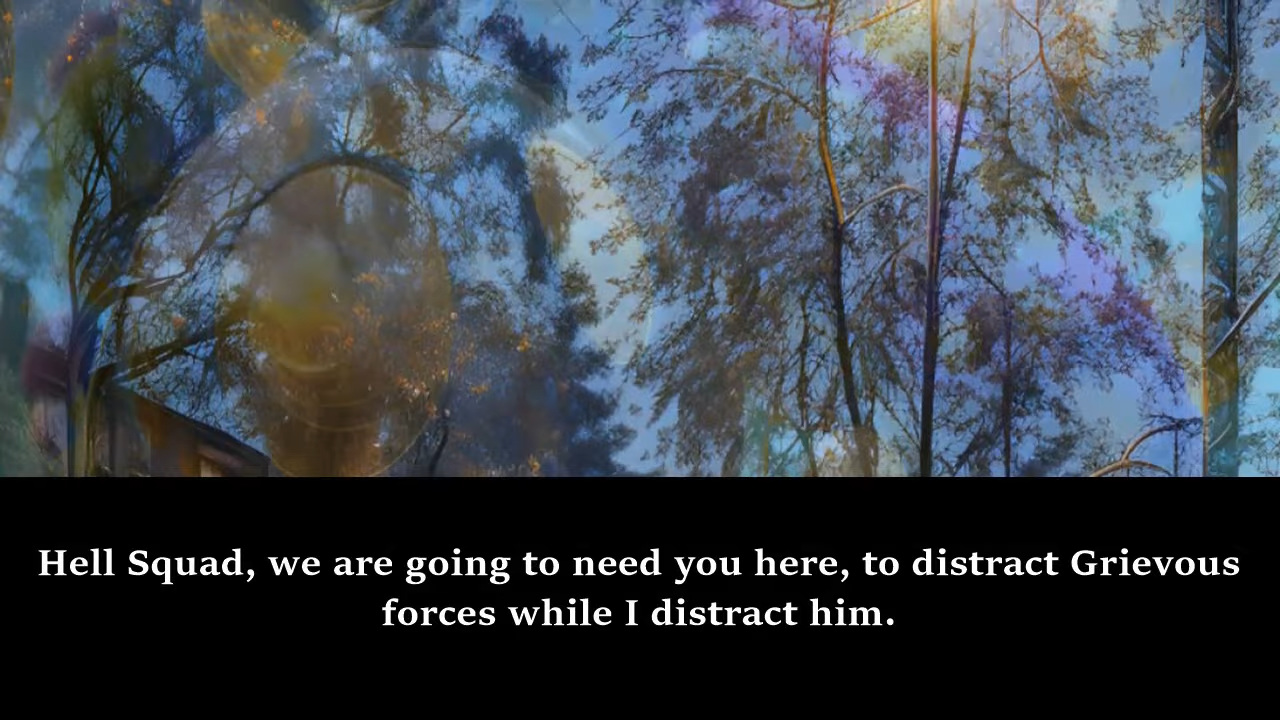 Hell Squad, we are going to need you here, to distract Grievous
forces while I distract him.